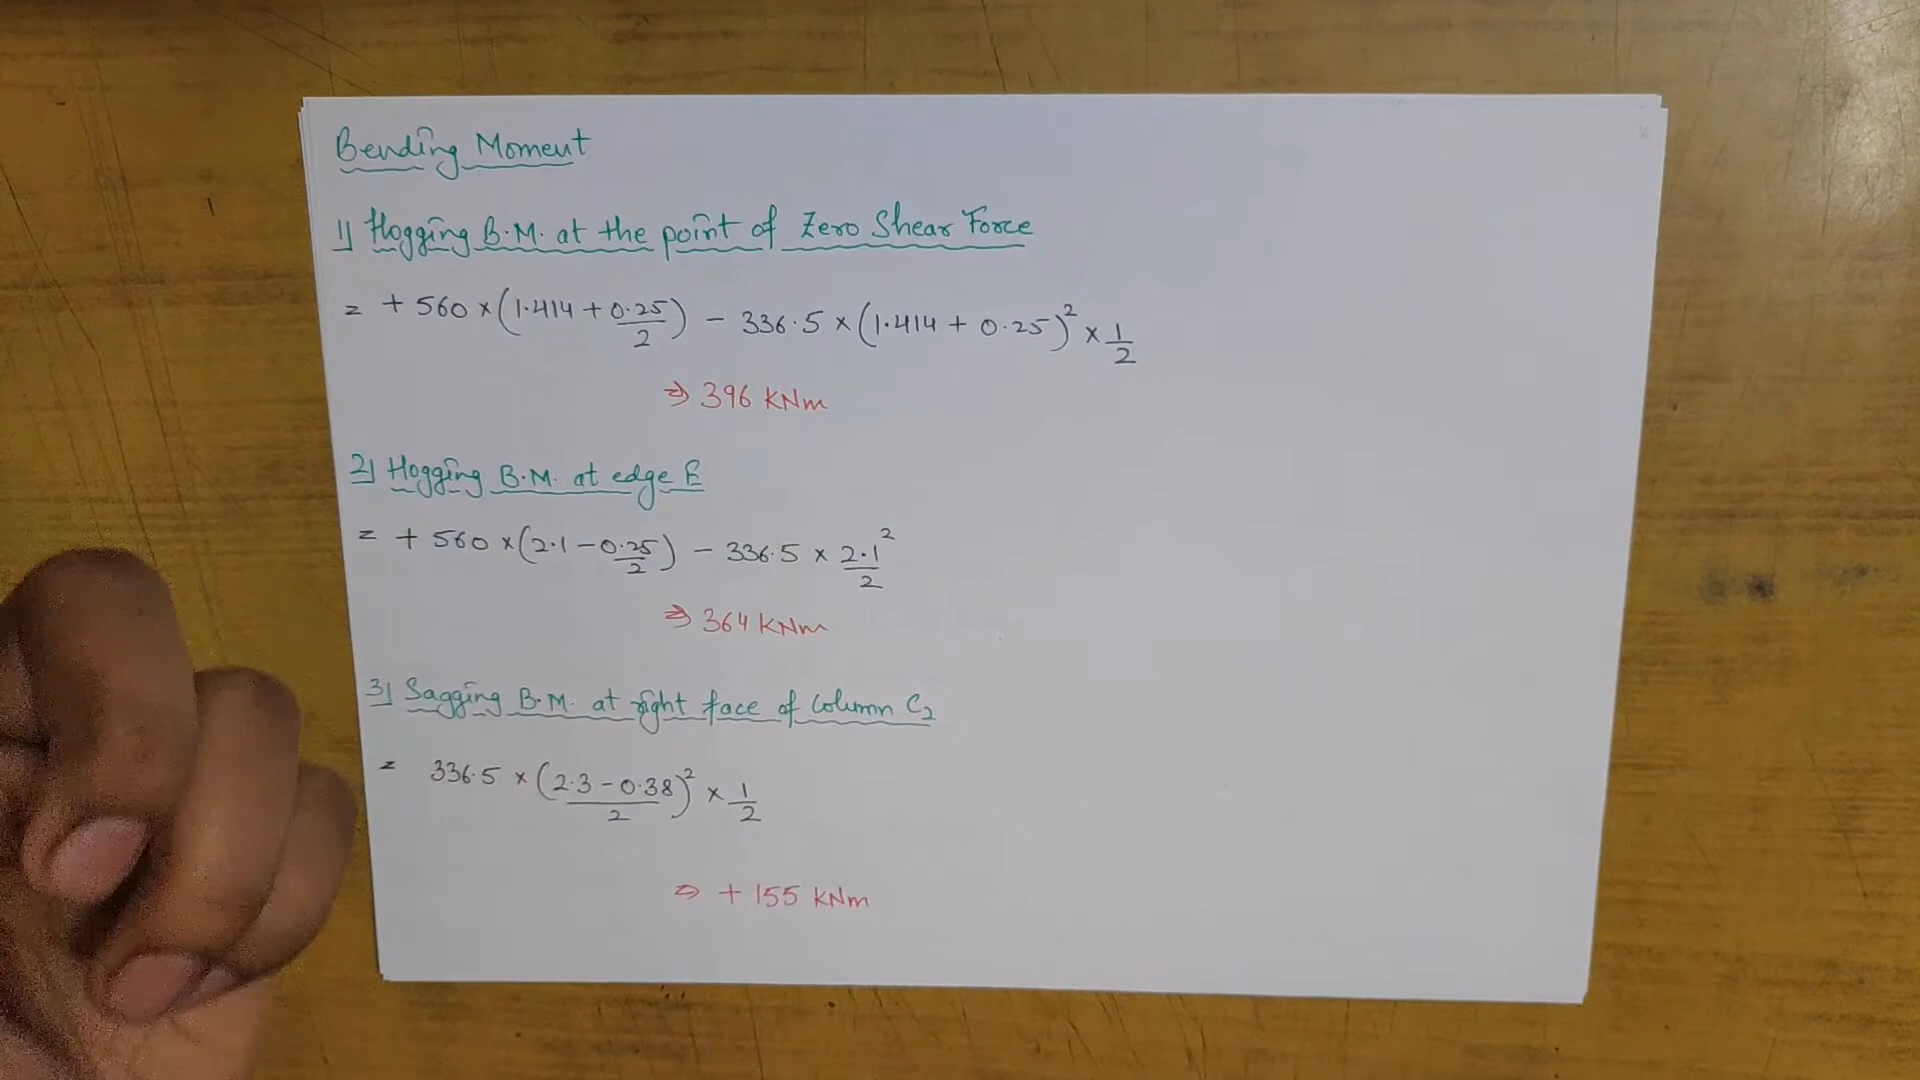 Bending Moment
1) Hogging B.M. at the point of Zero Shear Force
= + 560 × (1.414 + 0.25/2) - 336.5 × (1.414 + 0.25)² × 1/2
⇒ 396 KNm
2) Hogging B.M. at edge E
= + 560 × (2.1 - 0.25/2) - 336.5 × 2.1²/2
⇒ 364 KNm
3) Sagging B.M. at right face of Column C₂
= 336.5 × (2.3 - 0.38/2)² × 1/2
⇒ + 155 KNm